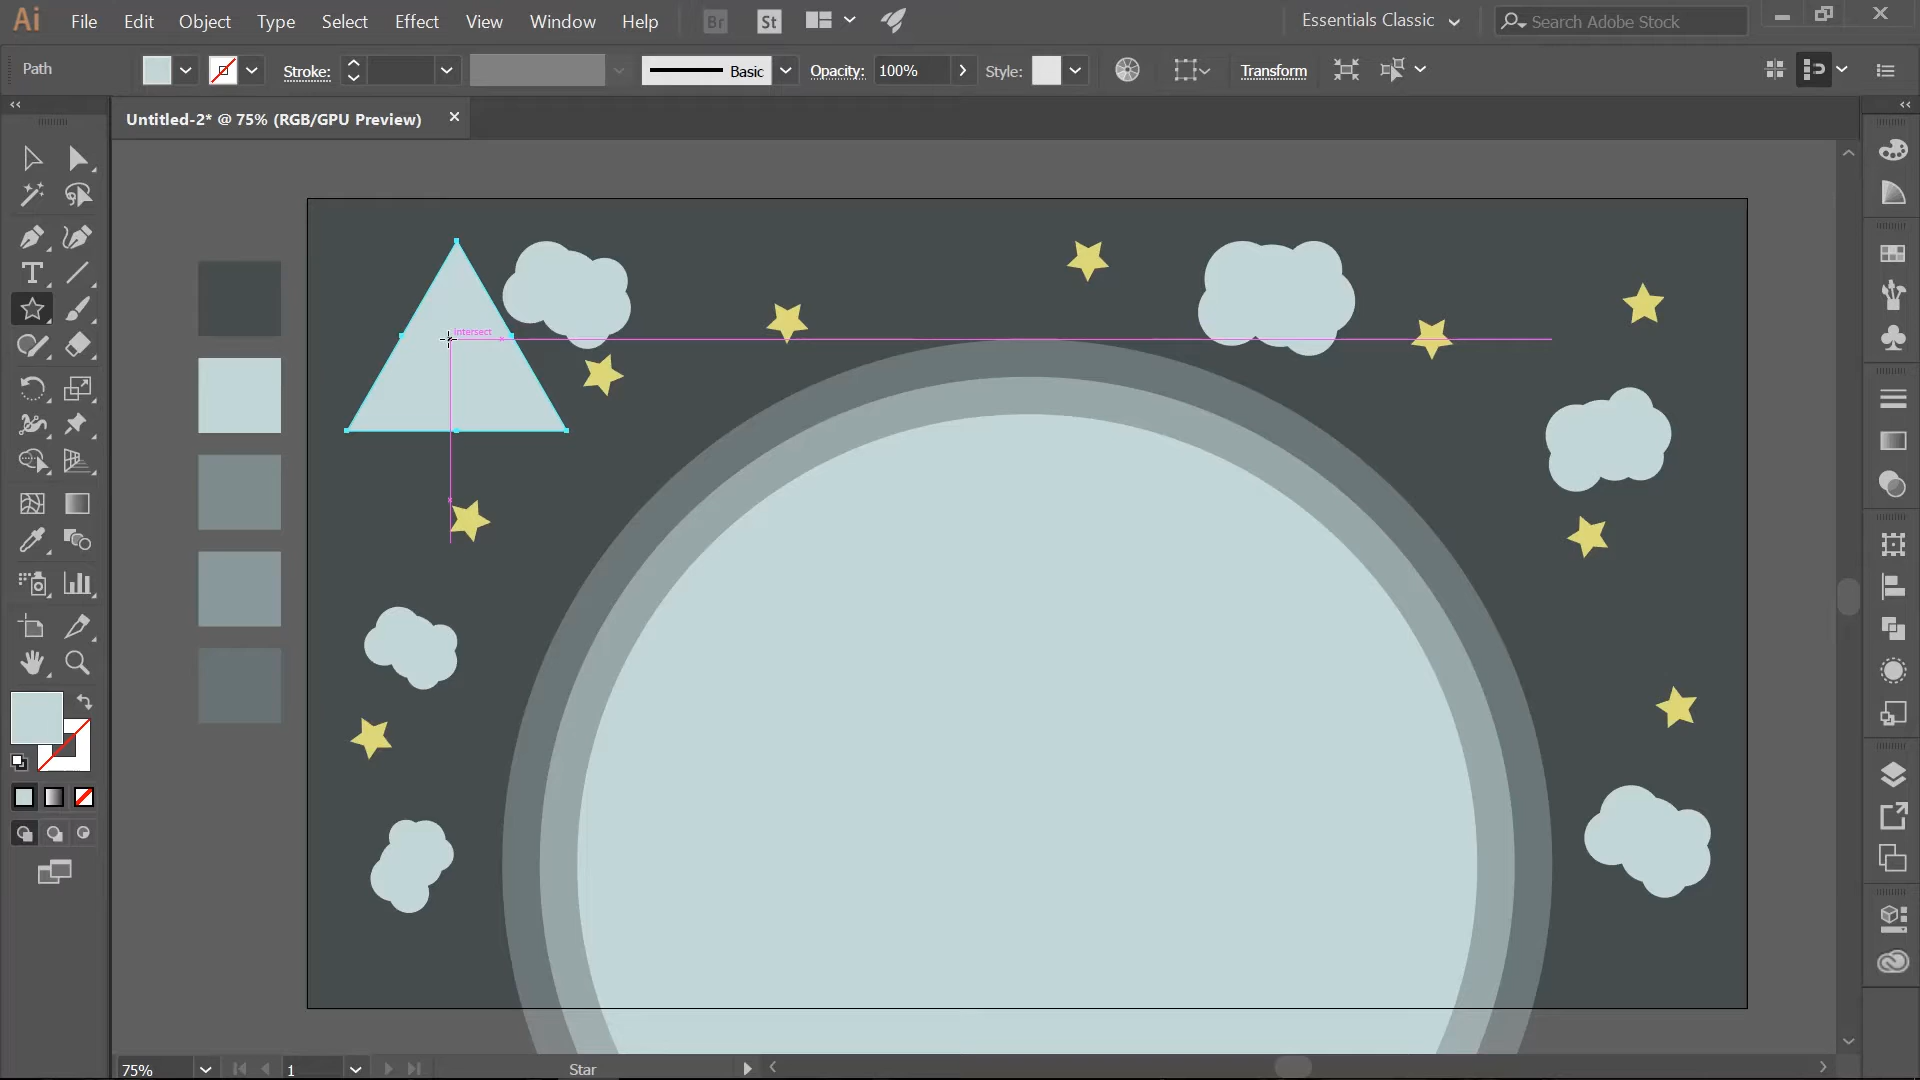 Ai File Edit Object Type Select Effect View Window Help Br St Essentials Classic Search Adobe Stock
Path Stroke: Basic Opacity: 100% Style: Transform
Untitled-2* @ 75% (RGB/GPU Preview)
intersect
75% 1 Star